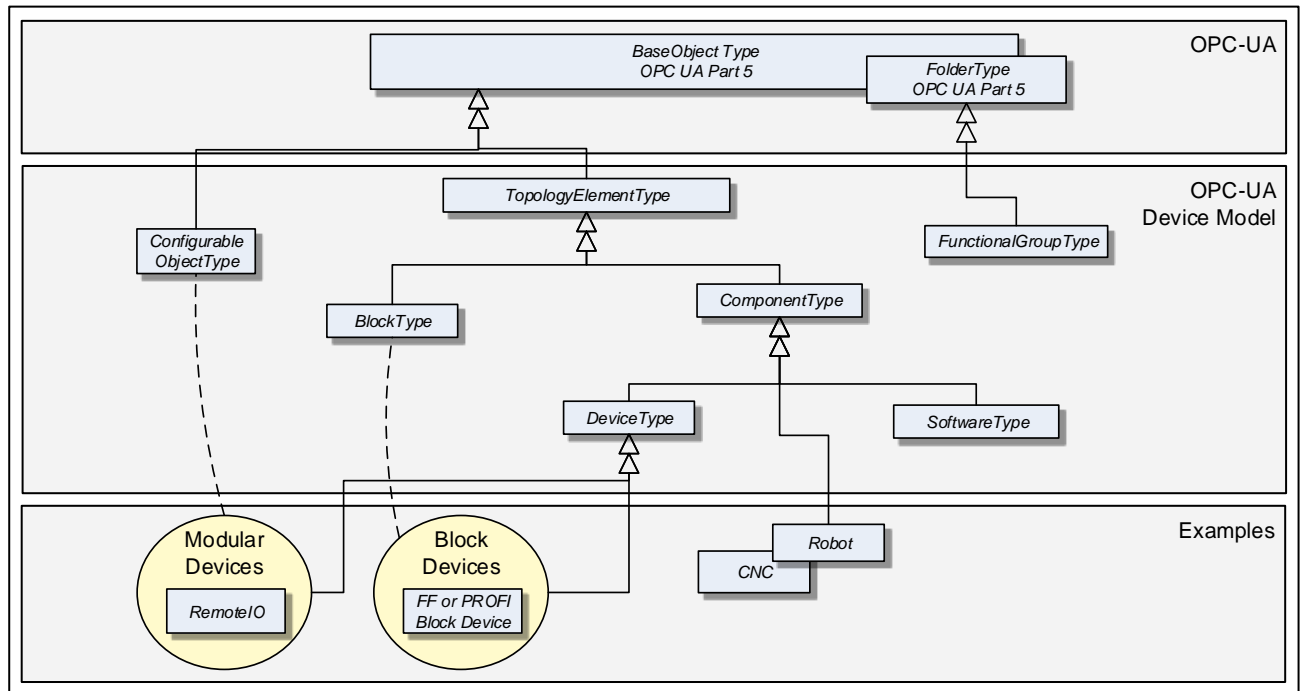 OPC-UA
BaseObject Type
OPC UA Part 5
FolderType
OPC UA Part 5
OPC-UA
Device Model
TopologyElementType
Configurable
ObjectType
FunctionalGroupType
BlockType
ComponentType
DeviceType
SoftwareType
Examples
Modular
Devices
RemoteIO
Block
Devices
FF or PROFI
Block Device
Robot
CNC